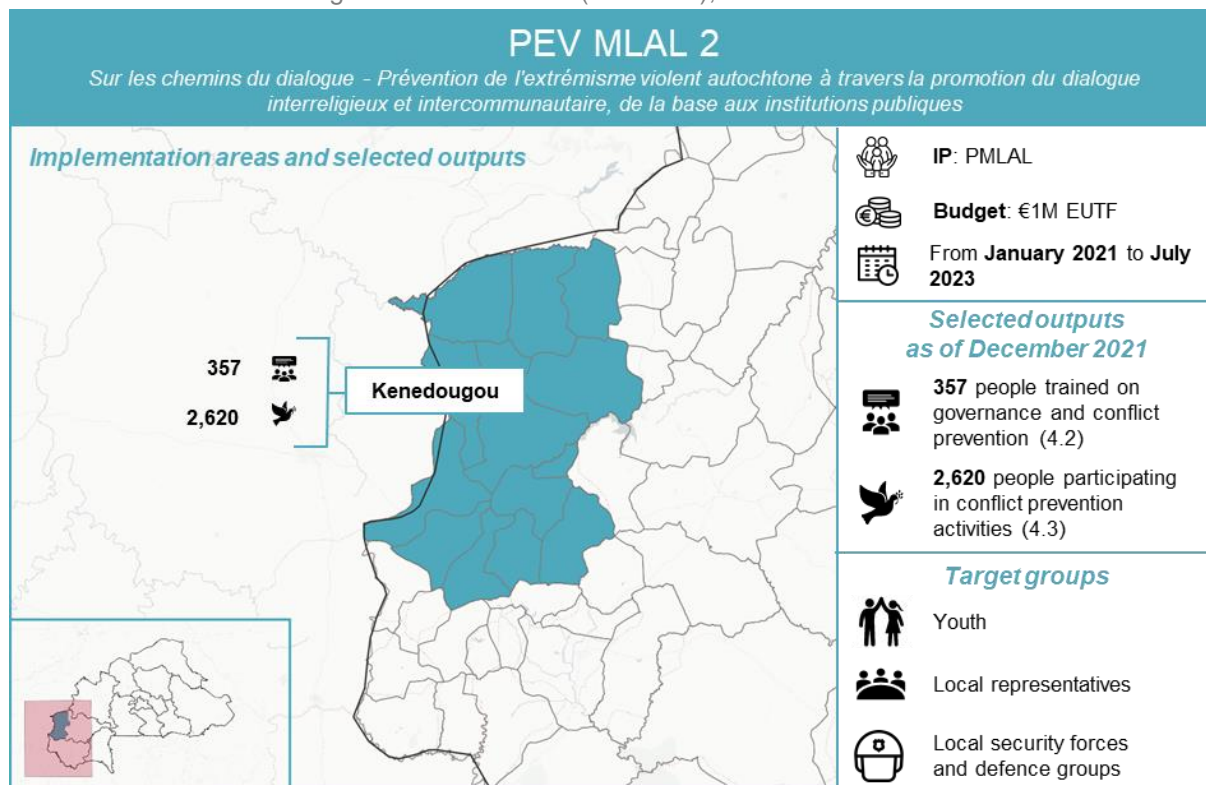 PEV MLAL 2
Sur les chemins du dialogue - Prévention de l'extrémisme violent autochtone à travers la promotion du dialogue
interreligieux et intercommunautaire, de la base aux institutions publiques
Implementation areas and selected outputs
357
2,620
Kenedougou
IP: PMLAL
Budget: €1M EUTF
From January 2021 to July
2023
Selected outputs
as of December 2021
357 people trained on
governance and conflict
prevention (4.2)
2,620 people participating
in conflict prevention
activities (4.3)
Target groups
Youth
Local representatives
Local security forces
and defence groups